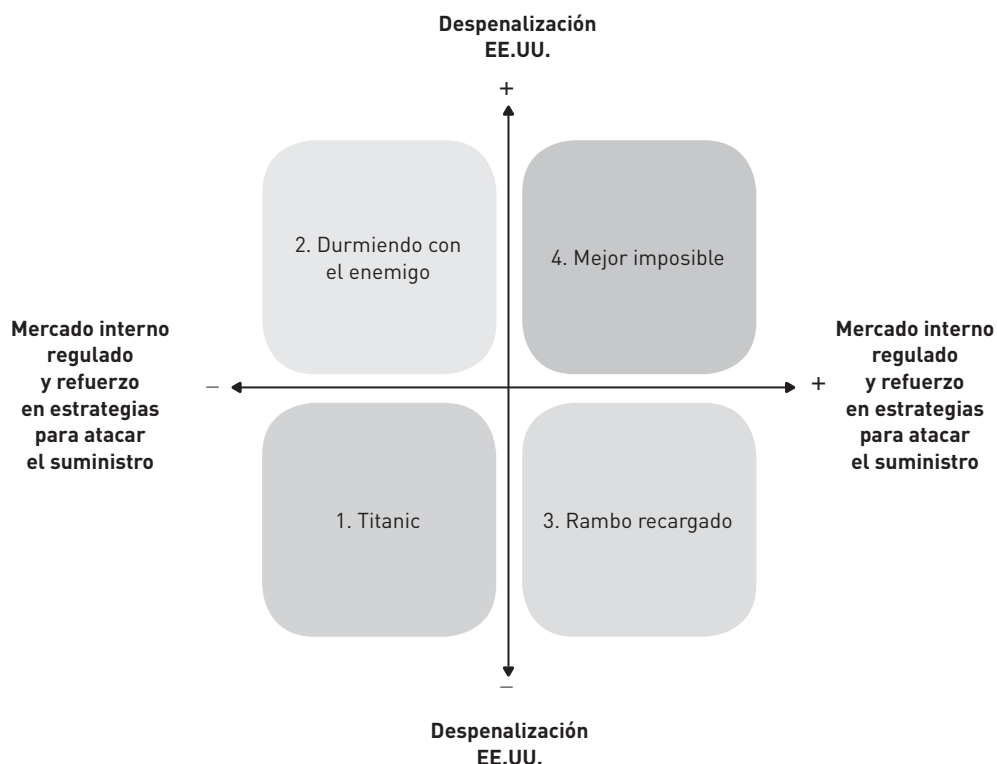 Despenalización
EE.UU.
+
2. Durmiendo con
el enemigo
4. Mejor imposible
Mercado interno
regulado
y refuerzo
en estrategias
para atacar
el suministro
–
+
Mercado interno
regulado
y refuerzo
en estrategias
para atacar
el suministro
1. Titanic
3. Rambo recargado
–
Despenalización
EE.UU.